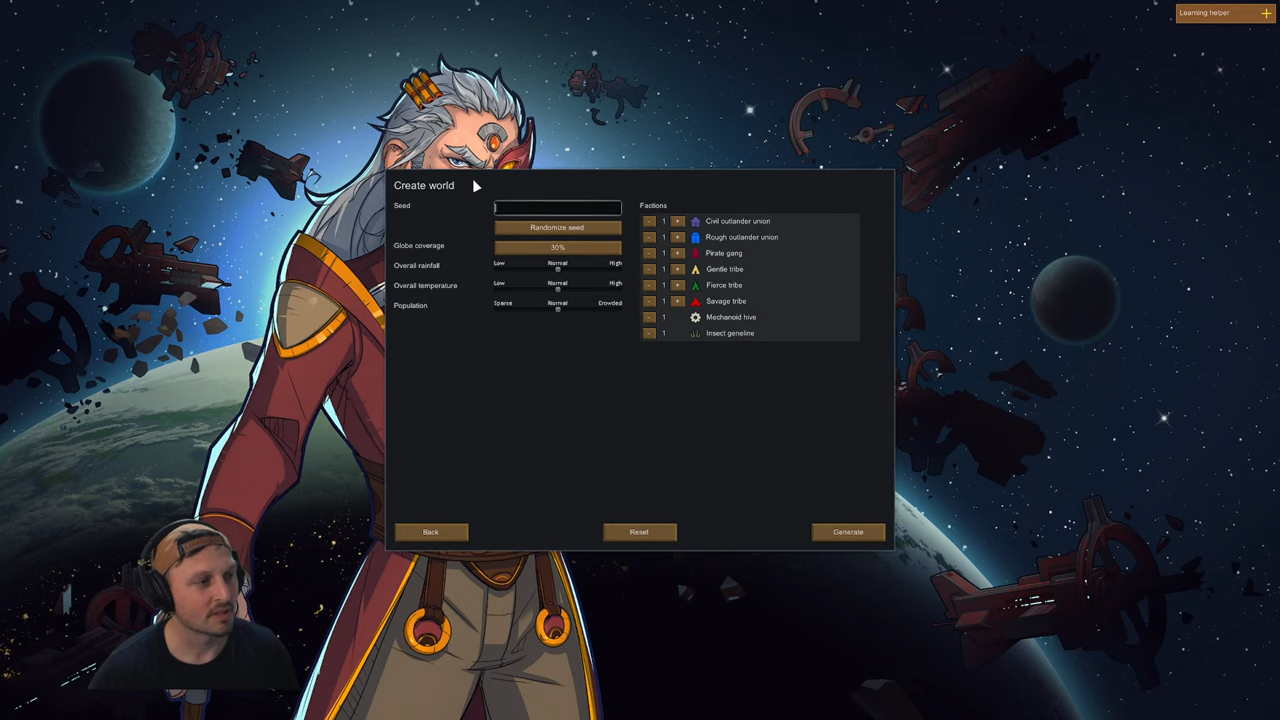 Learning helper
Create world
Seed
Randomize seed
Globe coverage
30%
Overall rainfall
Low Normal High
Overall temperature
Low Normal High
Population
Sparse Normal Crowded
Factions
- 1 + Civil outlander union
- 1 + Rough outlander union
- 1 + Pirate gang
- 1 + Gentle tribe
- 1 + Fierce tribe
- 1 + Savage tribe
- 1 Mechanoid hive
- 1 Insect geneline
Back Reset Generate